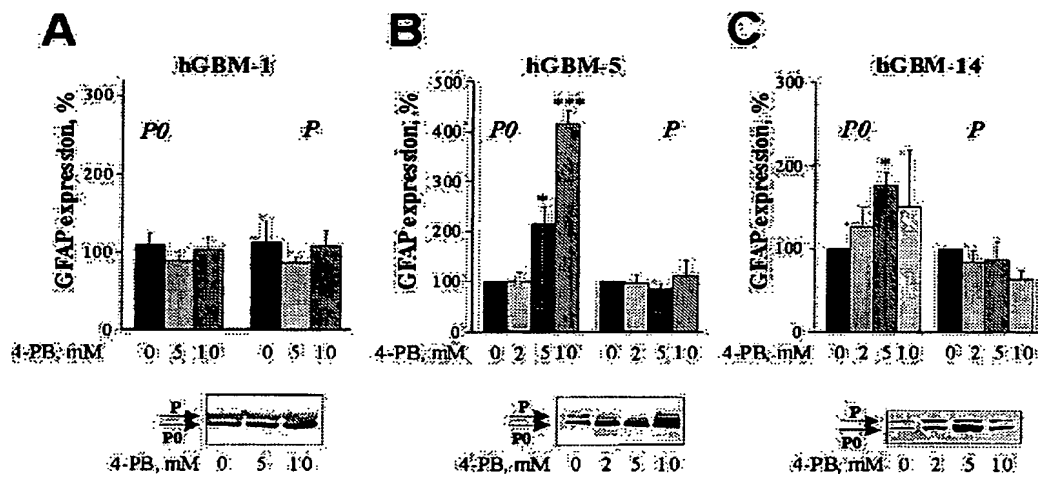 A
hGBM-1
GFAP expression, %
300
200
100
0
P0
P
4-PB, mM 0 5 10 0 5 10
P
P0
4-PB, mM 0 5 10
B
hGBM-5
GFAP expression, %
500
400
300
200
100
0
P0
P
*
***
4-PB, mM 0 2 5 10 0 2 5 10
P
P0
4-PB, mM 0 2 5 10
C
hGBM-14
GFAP expression, %
300
200
100
0
P0
P
*
4-PB, mM 0 2 5 10 0 2 5 10
P
P0
4-PB, mM 0 2 5 10